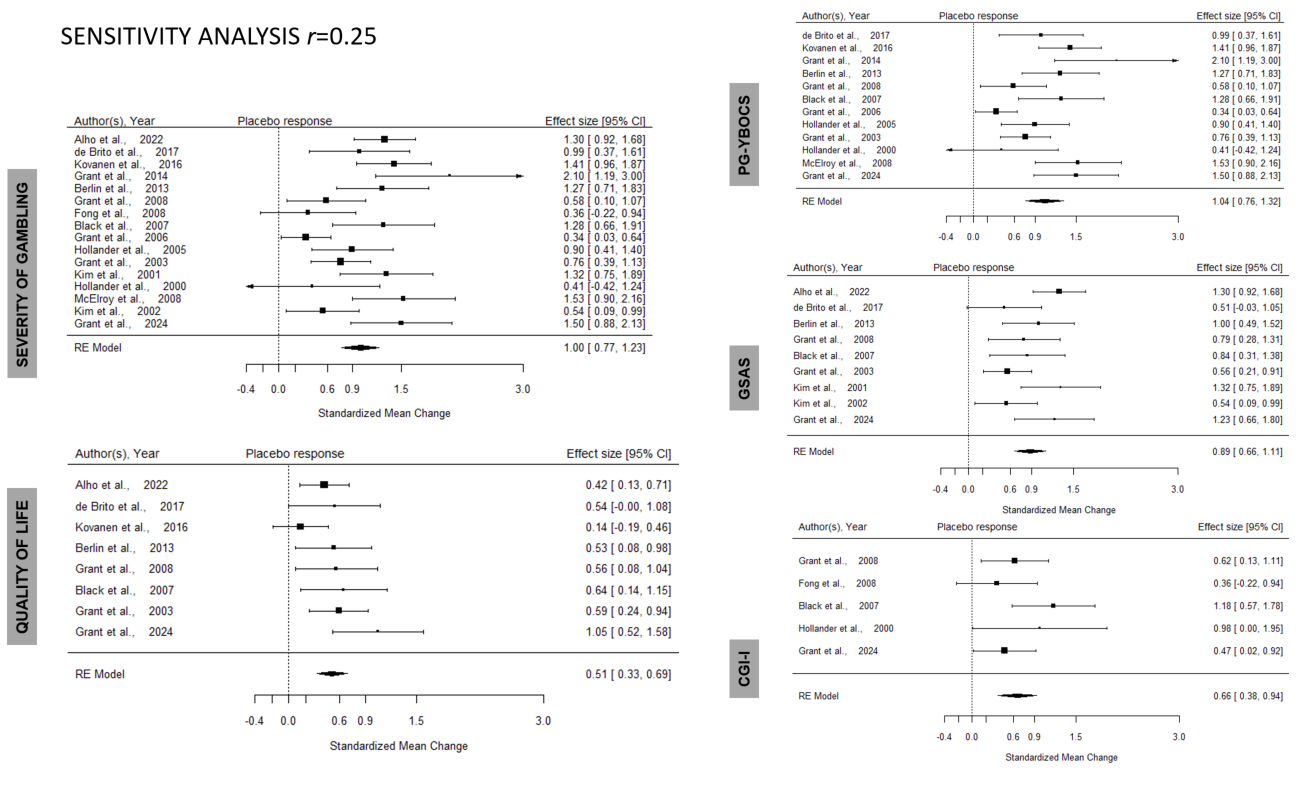 SENSITIVITY ANALYSIS r=0.25
SEVERITY OF GAMBLING
Author(s), Year Placebo response Effect size [95% CI]
Alho et al., 2022 1.30 [ 0.92, 1.68]
de Brito et al., 2017 0.99 [ 0.37, 1.61]
Kovanen et al., 2016 1.41 [ 0.96, 1.87]
Grant et al., 2014 2.10 [ 1.19, 3.00]
Berlin et al., 2013 1.27 [ 0.71, 1.83]
Grant et al., 2008 0.58 [ 0.10, 1.07]
Fong et al., 2008 0.36 [-0.22, 0.94]
Black et al., 2007 1.28 [ 0.66, 1.91]
Grant et al., 2006 0.34 [ 0.03, 0.64]
Hollander et al., 2005 0.90 [ 0.41, 1.40]
Grant et al., 2003 0.76 [ 0.39, 1.13]
Kim et al., 2001 1.32 [ 0.75, 1.89]
Hollander et al., 2000 0.41 [-0.42, 1.24]
McElroy et al., 2008 1.53 [ 0.90, 2.16]
Kim et al., 2002 0.54 [ 0.09, 0.99]
Grant et al., 2024 1.50 [ 0.88, 2.13]
RE Model 1.00 [ 0.77, 1.23]
-0.4 0.0 0.6 0.9 1.5 3.0
Standardized Mean Change
QUALITY OF LIFE
Author(s), Year Placebo response Effect size [95% CI]
Alho et al., 2022 0.42 [ 0.13, 0.71]
de Brito et al., 2017 0.54 [-0.00, 1.08]
Kovanen et al., 2016 0.14 [-0.19, 0.46]
Berlin et al., 2013 0.53 [ 0.08, 0.98]
Grant et al., 2008 0.56 [ 0.08, 1.04]
Black et al., 2007 0.64 [ 0.14, 1.15]
Grant et al., 2003 0.59 [ 0.24, 0.94]
Grant et al., 2024 1.05 [ 0.52, 1.58]
RE Model 0.51 [ 0.33, 0.69]
-0.4 0.0 0.6 0.9 1.5 3.0
Standardized Mean Change
PG-YBOCS
Author(s), Year Placebo response Effect size [95% CI]
de Brito et al., 2017 0.99 [ 0.37, 1.61]
Kovanen et al., 2016 1.41 [ 0.96, 1.87]
Grant et al., 2014 2.10 [ 1.19, 3.00]
Berlin et al., 2013 1.27 [ 0.71, 1.83]
Grant et al., 2008 0.58 [ 0.10, 1.07]
Black et al., 2007 1.28 [ 0.66, 1.91]
Grant et al., 2006 0.34 [ 0.03, 0.64]
Hollander et al., 2005 0.90 [ 0.41, 1.40]
Grant et al., 2003 0.76 [ 0.39, 1.13]
Hollander et al., 2000 0.41 [-0.42, 1.24]
McElroy et al., 2008 1.53 [ 0.90, 2.16]
Grant et al., 2024 1.50 [ 0.88, 2.13]
RE Model 1.04 [ 0.76, 1.32]
-0.4 0.0 0.6 0.9 1.5 3.0
GSAS
Author(s), Year Placebo response Effect size [95% CI]
Alho et al., 2022 1.30 [ 0.92, 1.68]
de Brito et al., 2017 0.51 [-0.03, 1.05]
Berlin et al., 2013 1.00 [ 0.49, 1.52]
Grant et al., 2008 0.79 [ 0.28, 1.31]
Black et al., 2007 0.84 [ 0.31, 1.38]
Grant et al., 2003 0.56 [ 0.21, 0.91]
Kim et al., 2001 1.32 [ 0.75, 1.89]
Kim et al., 2002 0.54 [ 0.09, 0.99]
Grant et al., 2024 1.23 [ 0.66, 1.80]
RE Model 0.89 [ 0.66, 1.11]
-0.4 0.0 0.6 0.9 1.5 3.0
Standardized Mean Change
CGI-I
Author(s), Year Placebo response Effect size [95% CI]
Grant et al., 2008 0.62 [ 0.13, 1.11]
Fong et al., 2008 0.36 [-0.22, 0.94]
Black et al., 2007 1.18 [ 0.57, 1.78]
Hollander et al., 2000 0.98 [ 0.00, 1.95]
Grant et al., 2024 0.47 [ 0.02, 0.92]
RE Model 0.66 [ 0.38, 0.94]
-0.4 0.0 0.6 0.9 1.5 3.0
Standardized Mean Change